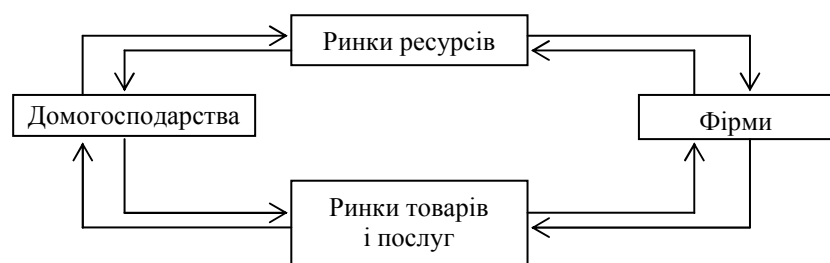 Ринки ресурсів
Домогосподарства
Фірми
Ринки товарів
і послуг